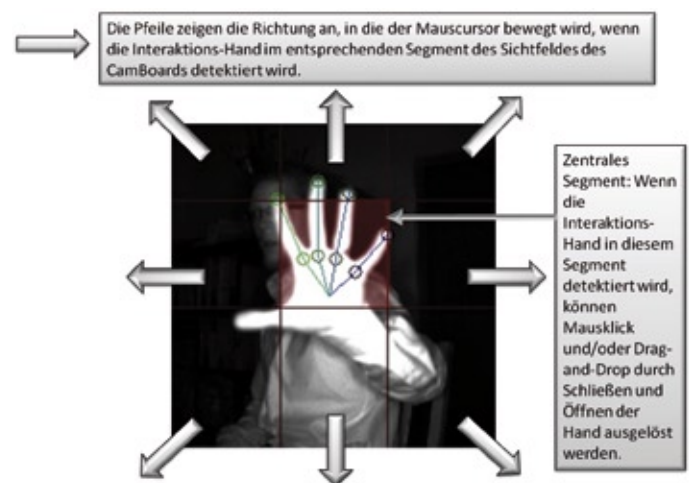 Die Pfeile zeigen die Richtung an, in die der Mauscursor bewegt wird, wenn
die Interaktions-Hand im entsprechenden Segment des Sichtfeldes des
CamBoards detektiert wird.
Zentrales
Segment: Wenn
die
Interaktions-
Hand in diesem
Segment
detektiert wird,
können
Mausklick
und/oder Drag-
and-Drop durch
Schließen und
Öffnen der
Hand ausgelöst
werden.